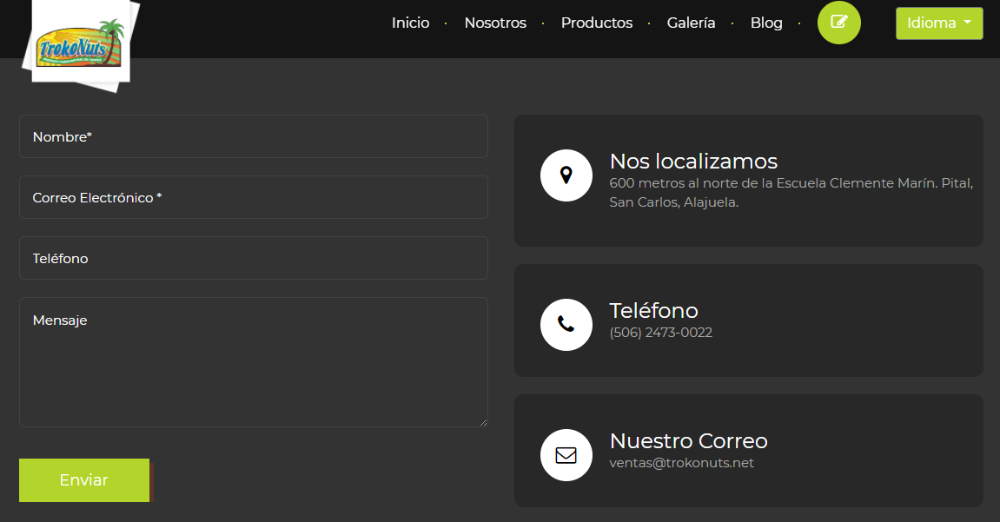 TrokoNuts
Inicio · Nosotros · Productos · Galería · Blog ·
Idioma
Nombre*
Correo Electrónico *
Teléfono
Mensaje
Enviar
Nos localizamos
600 metros al norte de la Escuela Clemente Marín. Pital,
San Carlos, Alajuela.
Teléfono
(506) 2473-0022
Nuestro Correo
ventas@trokonuts.net